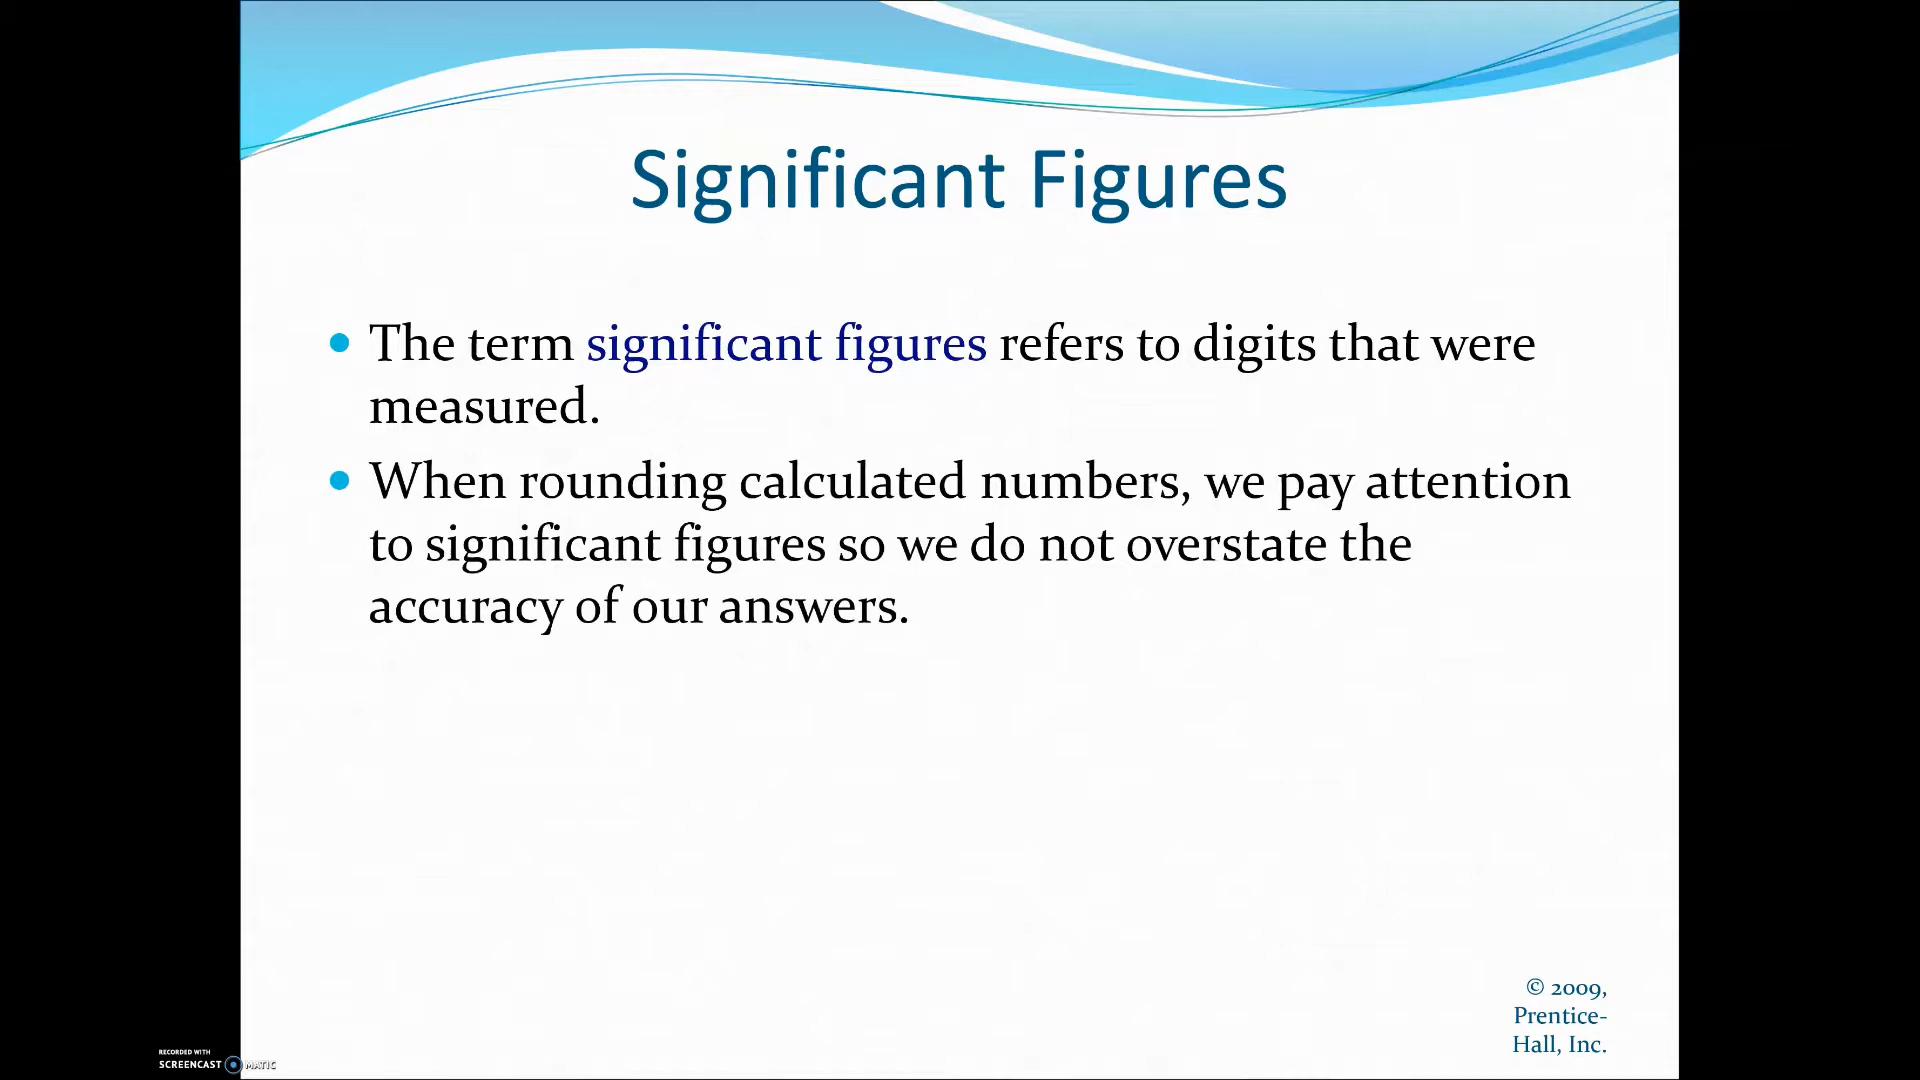 Significant Figures
• The term significant figures refers to digits that were
measured.
• When rounding calculated numbers, we pay attention
to significant figures so we do not overstate the
accuracy of our answers.
© 2009,
Prentice-
Hall, Inc.
RECORDED WITH
SCREENCAST MATIC